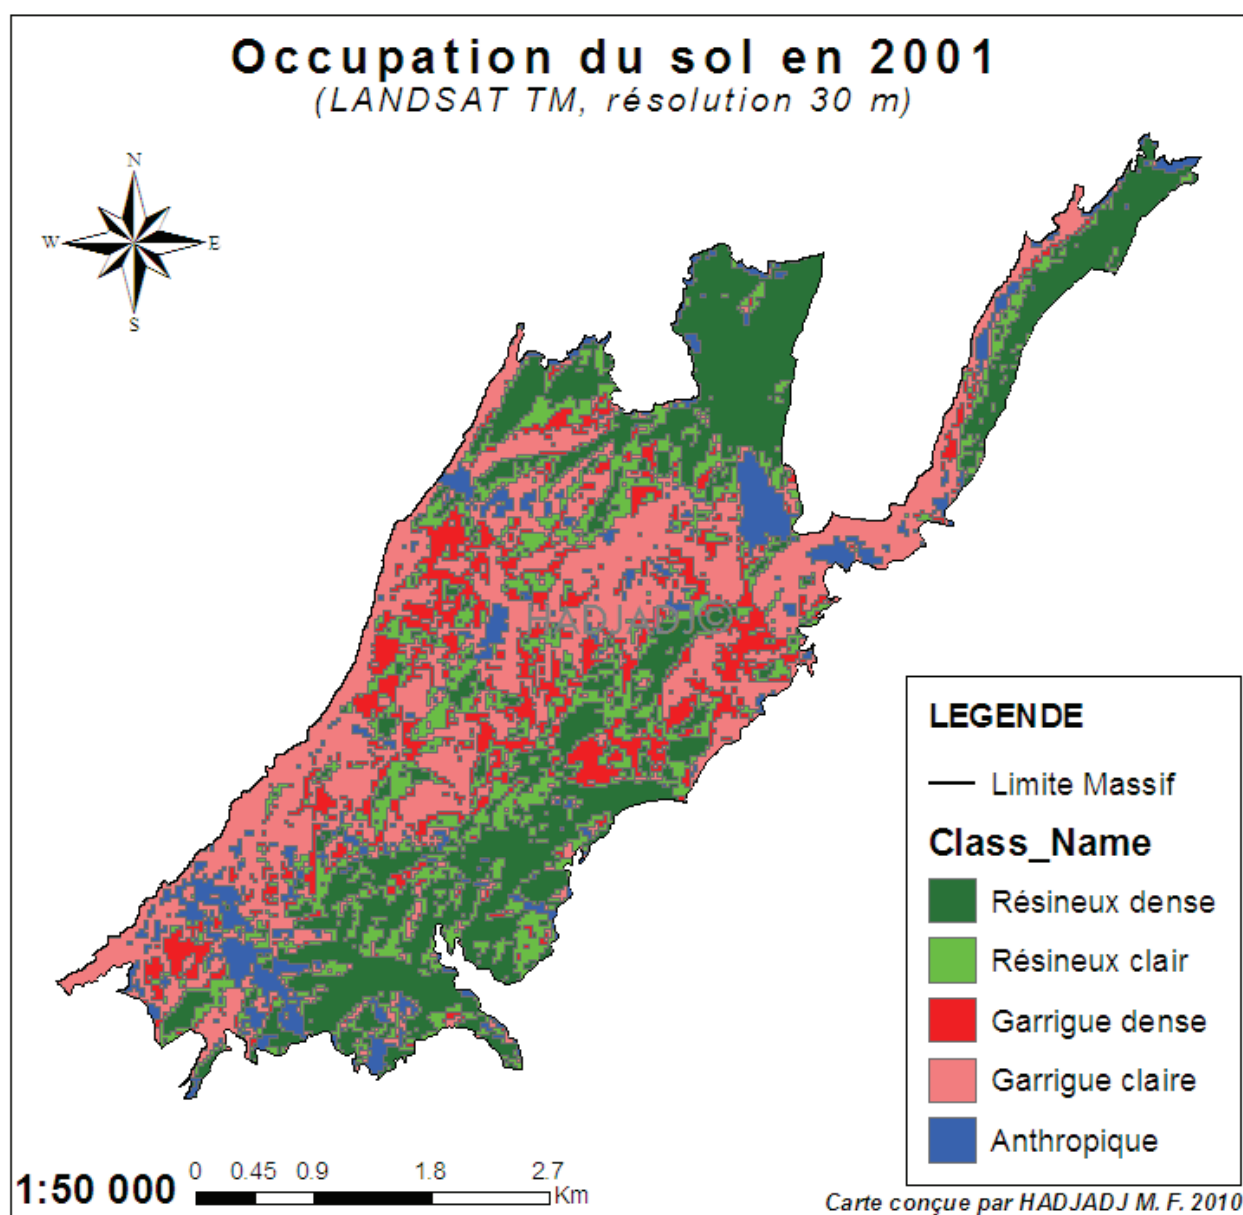 Occupation du sol en 2001
(LANDSAT TM, résolution 30 m)
N
W E
S
HADJADJ©
LEGENDE
Limite Massif
Class_Name
Résineux dense
Résineux clair
Garrigue dense
Garrigue claire
Anthropique
1:50 000
0 0.45 0.9 1.8 2.7
Km
Carte conçue par HADJADJ M. F. 2010